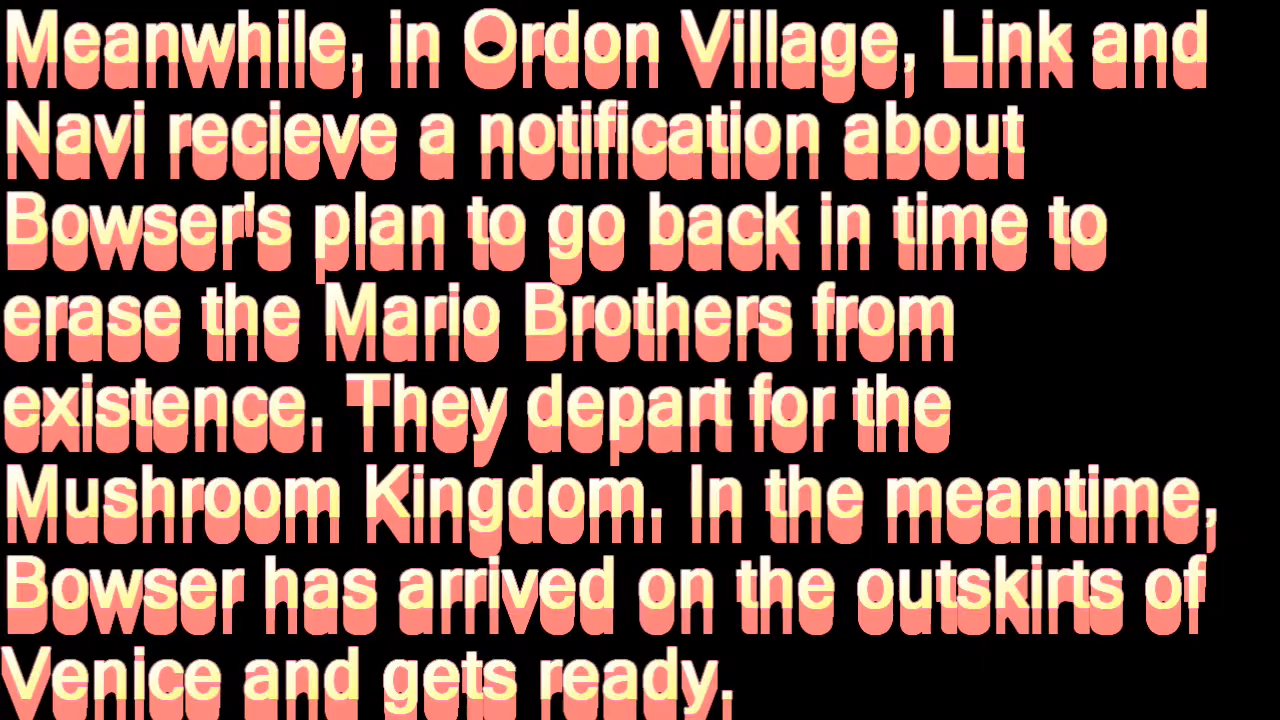 Meanwhile, in Ordon Village, Link and
Navi recieve a notification about
Bowser's plan to go back in time to
erase the Mario Brothers from
existence. They depart for the
Mushroom Kingdom. In the meantime,
Bowser has arrived on the outskirts of
Venice and gets ready.